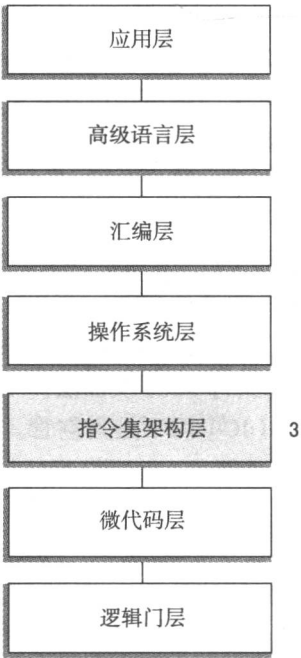 应用层
高级语言层
汇编层
操作系统层
指令集架构层 3
微代码层
逻辑门层